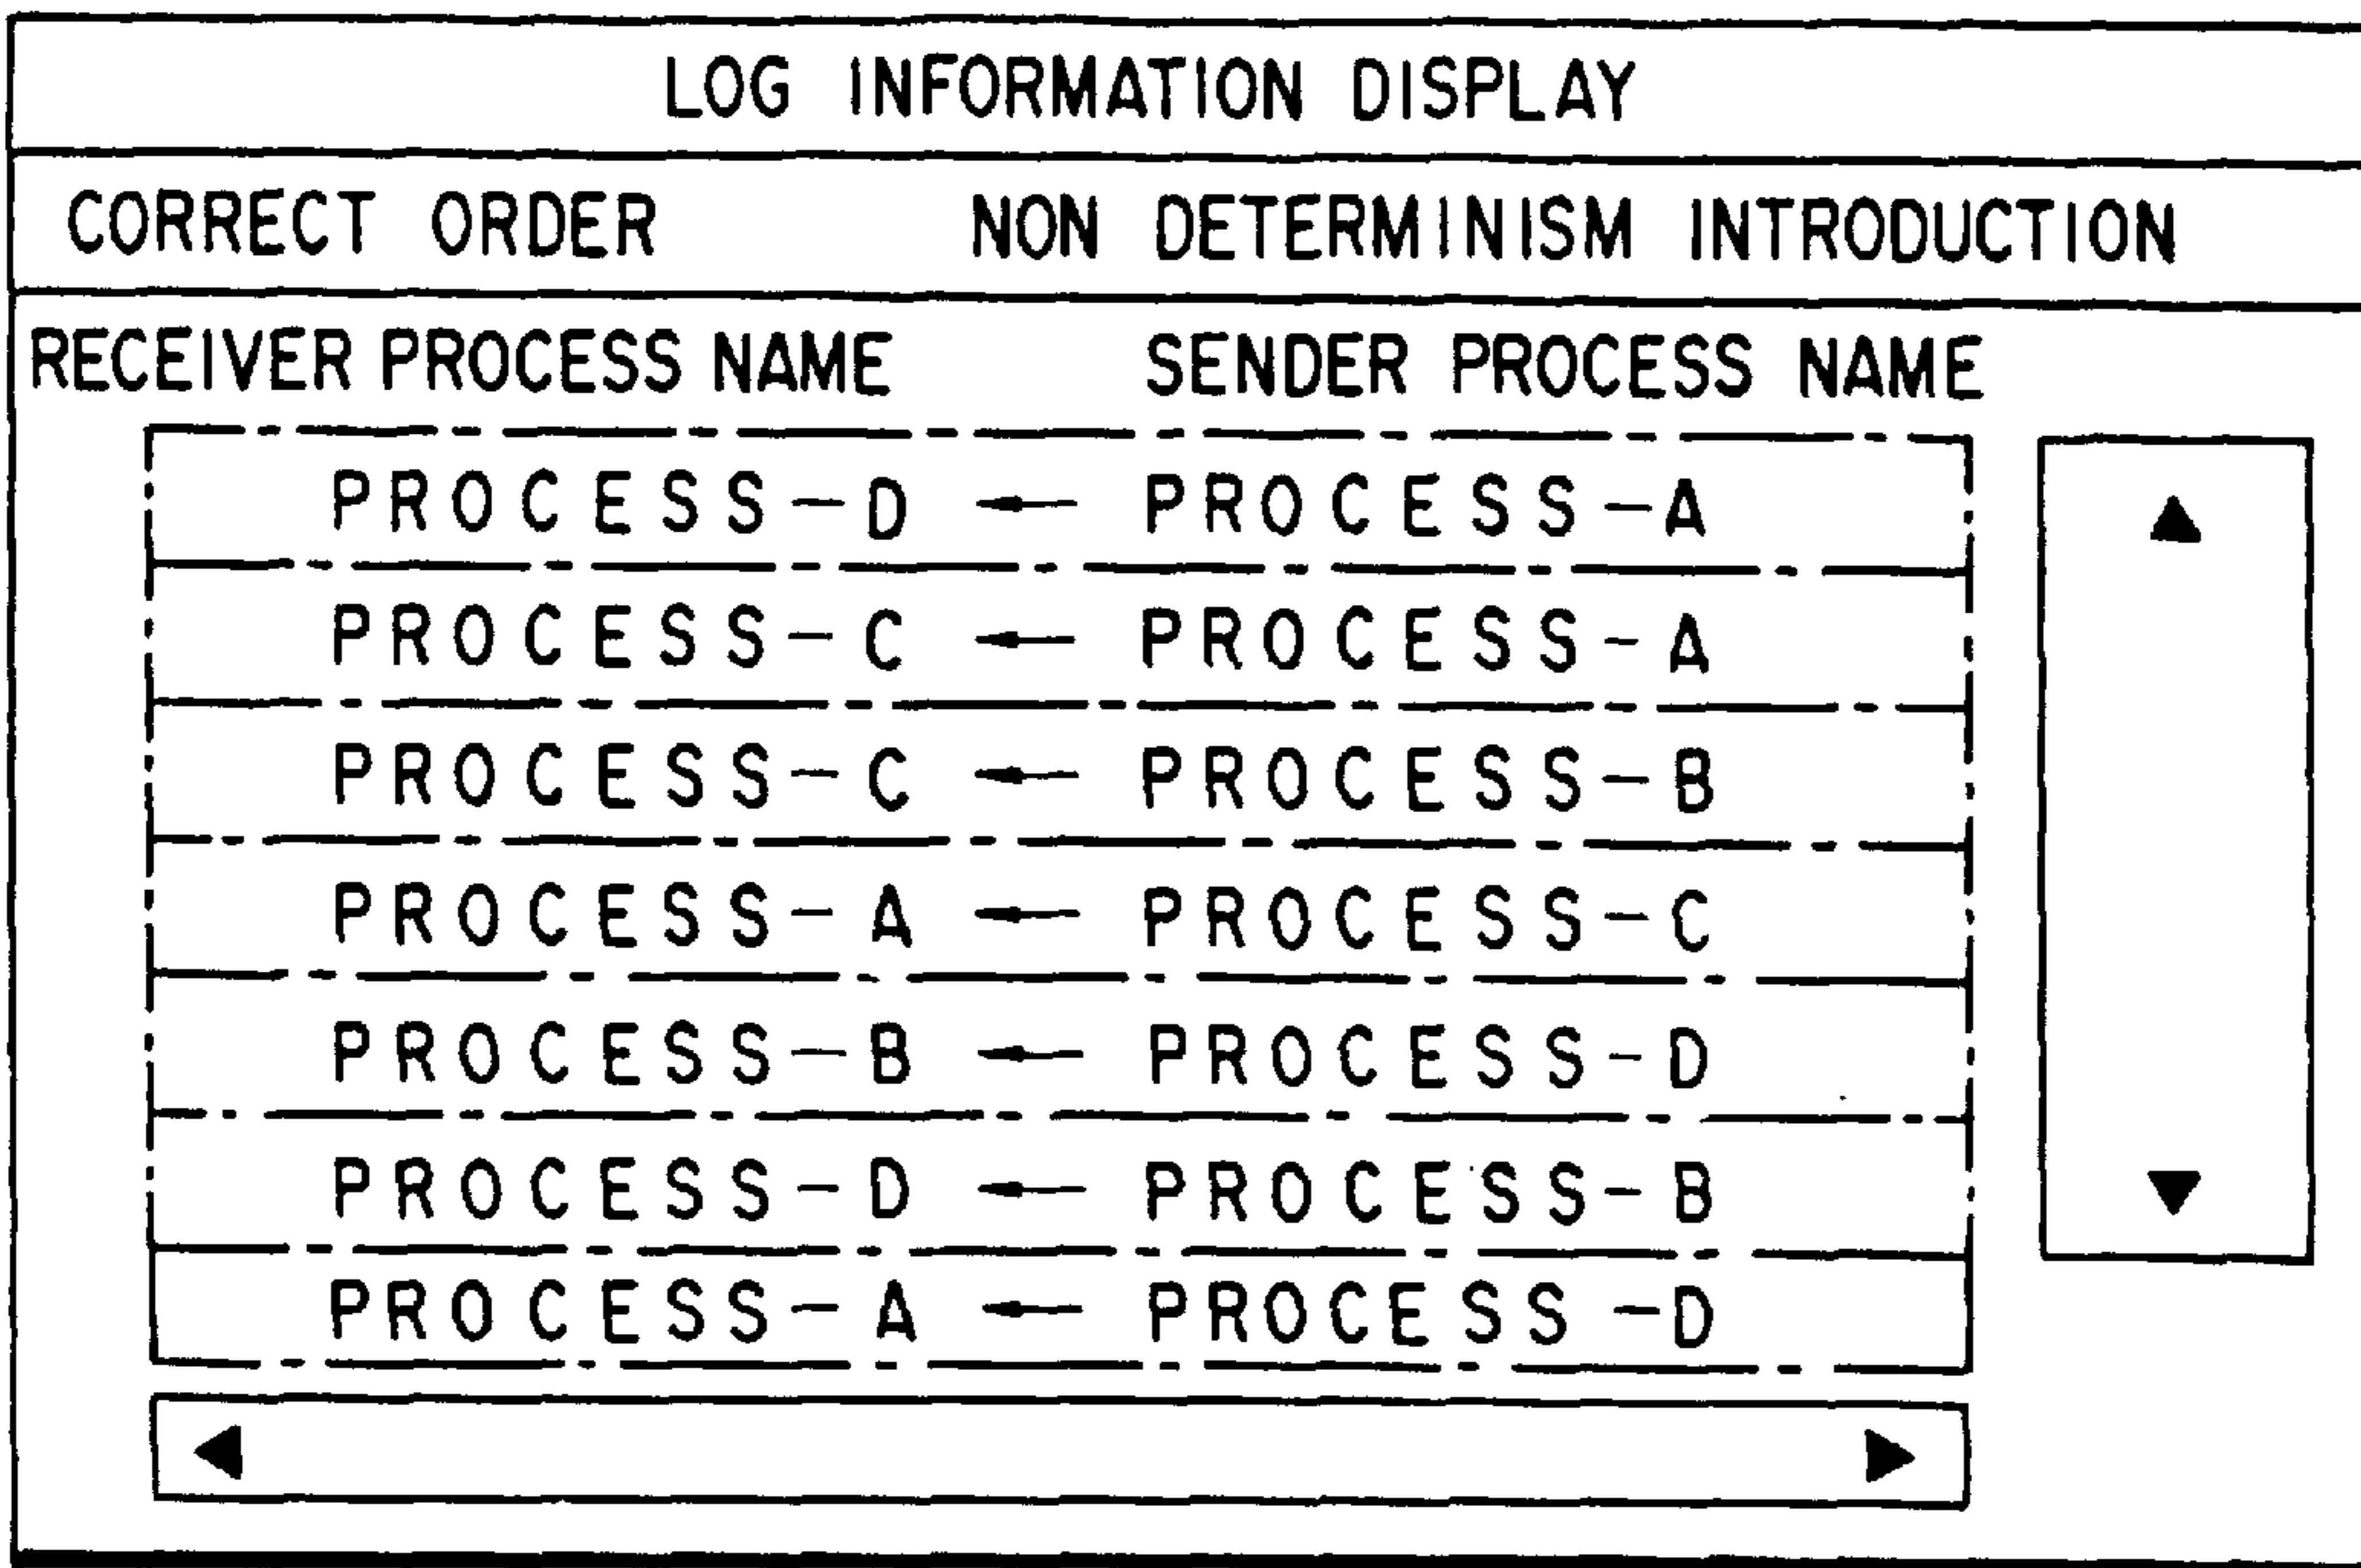 LOG INFORMATION DISPLAY
CORRECT ORDER NON DETERMINISM INTRODUCTION
RECEIVER PROCESS NAME SENDER PROCESS NAME
PROCESS-D ← PROCESS-A
PROCESS-C ← PROCESS-A
PROCESS-C ← PROCESS-B
PROCESS-A ← PROCESS-C
PROCESS-B ← PROCESS-D
PROCESS-D ← PROCESS-B
PROCESS-A ← PROCESS-D